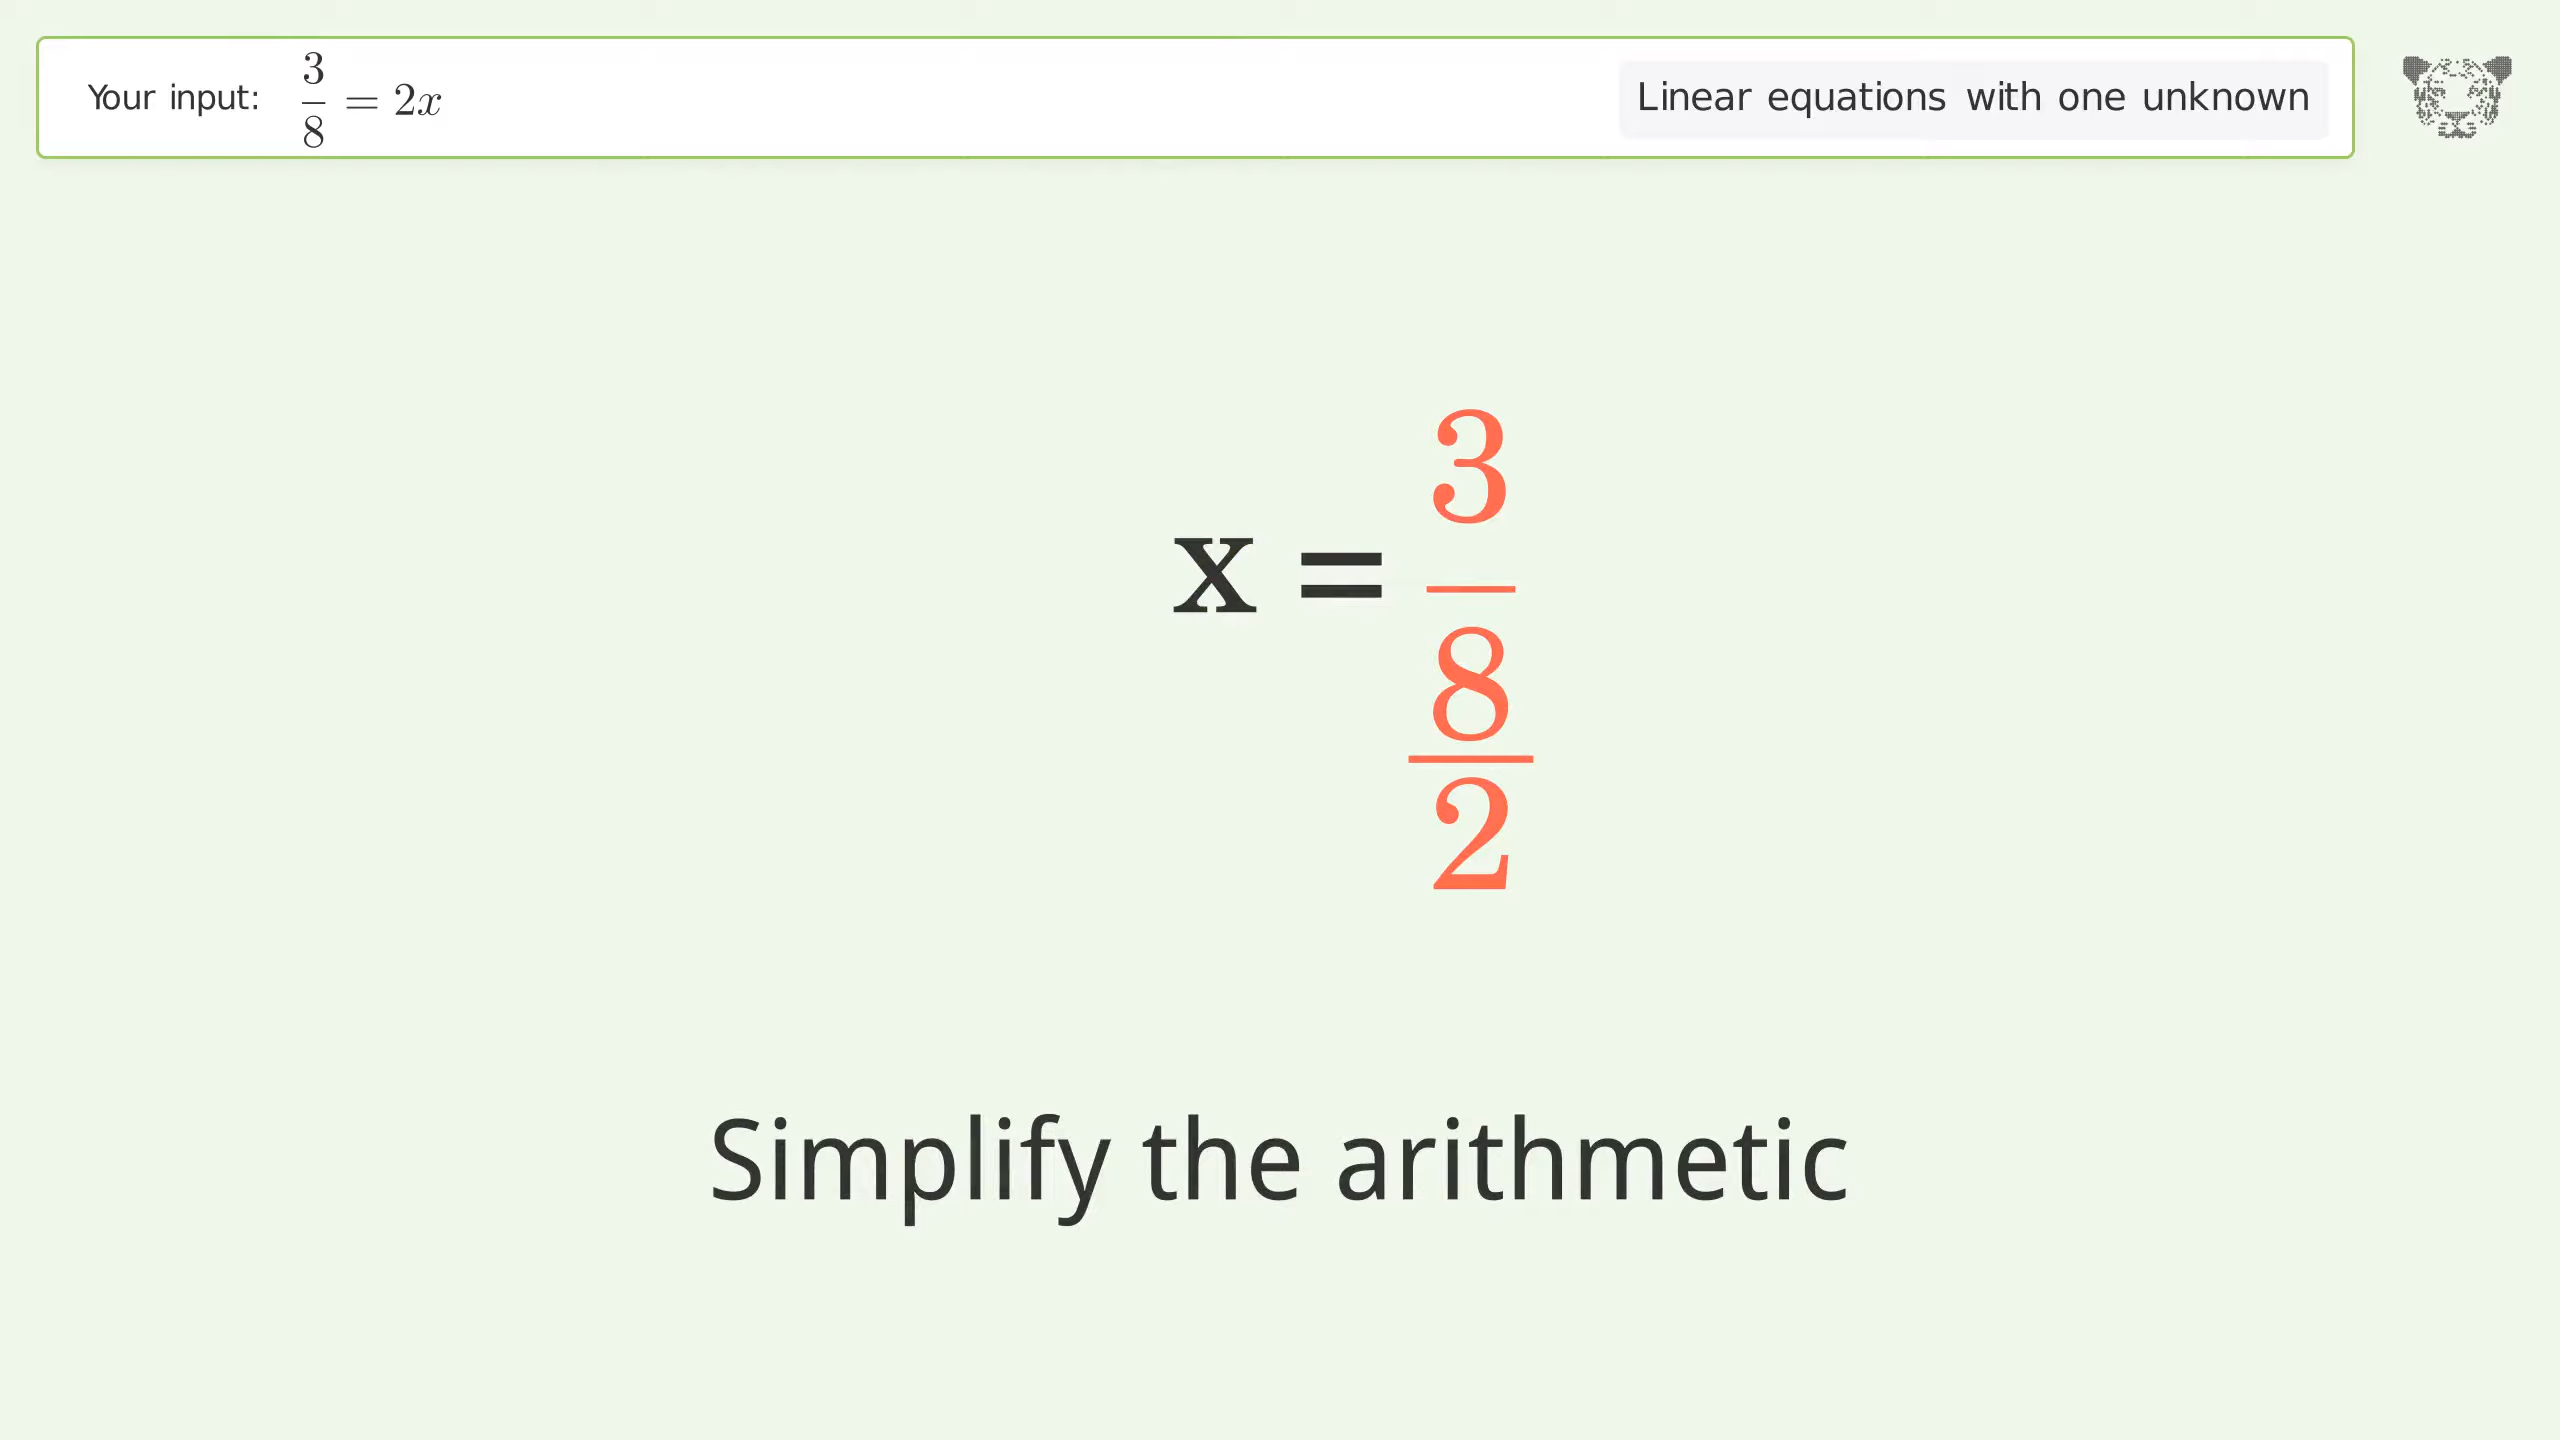 Your input: 3/8 = 2x
Linear equations with one unknown
x = 3/8/2
Simplify the arithmetic